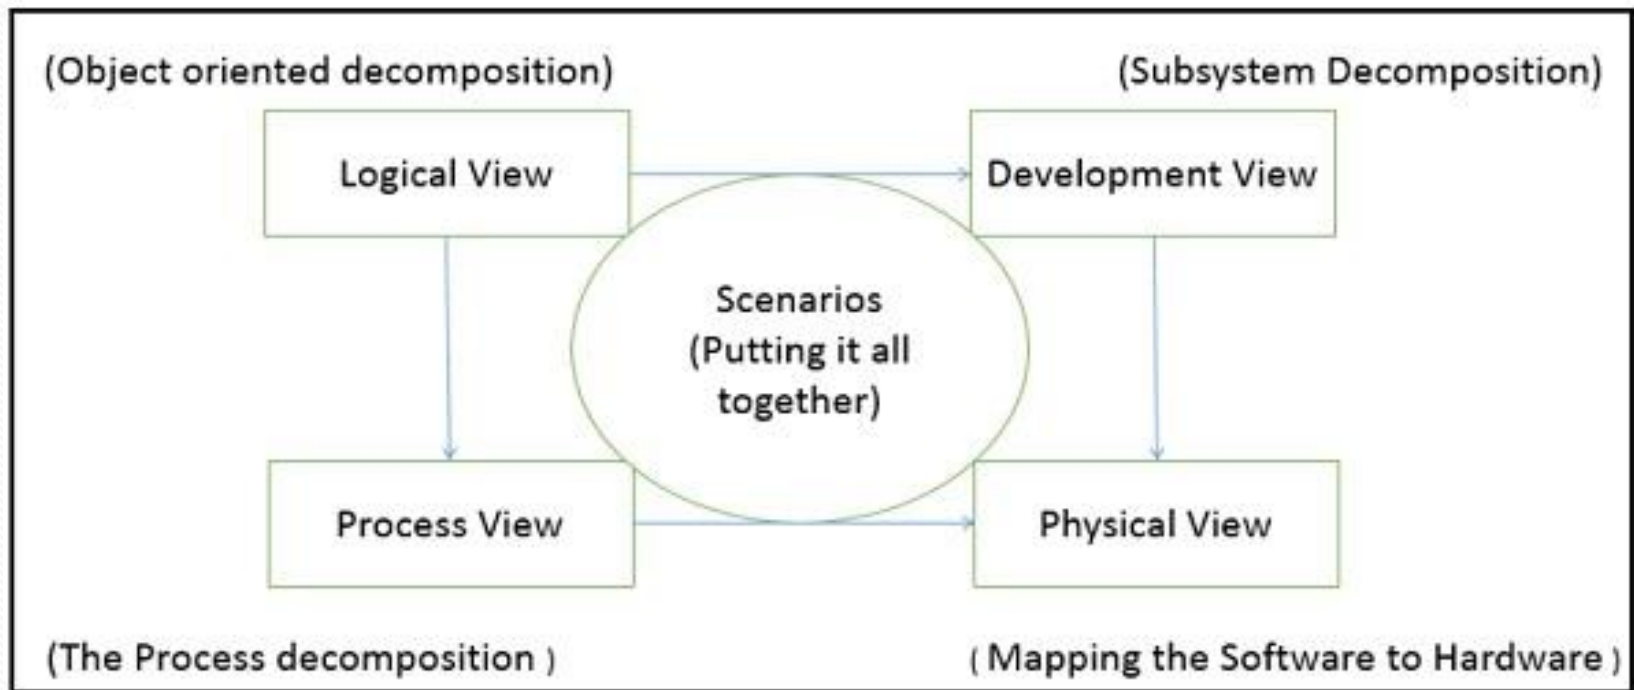 (Object oriented decomposition)
(Subsystem Decomposition)
Logical View
Development View
Scenarios
(Putting it all
together)
Process View
Physical View
(The Process decomposition )
( Mapping the Software to Hardware )